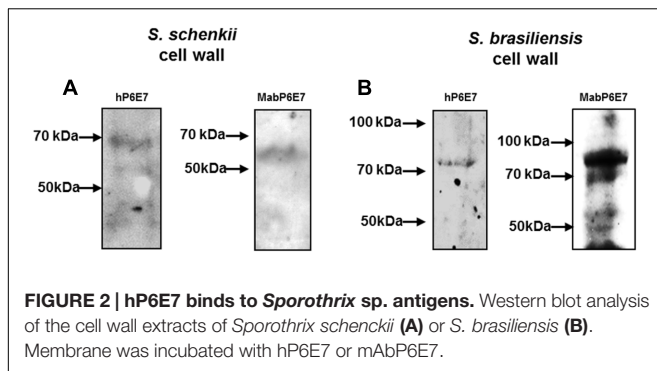 S. schenkii
cell wall
S. brasiliensis
cell wall
A
hP6E7
MabP6E7
B
hP6E7
MabP6E7
70 kDa
50kDa
70 kDa
50kDa
100 kDa
70 kDa
50kDa
100 kDa
70 kDa
50kDa
FIGURE 2 | hP6E7 binds to Sporothrix sp. antigens. Western blot analysis
of the cell wall extracts of Sporothrix schenckii (A) or S. brasiliensis (B).
Membrane was incubated with hP6E7 or mAbP6E7.